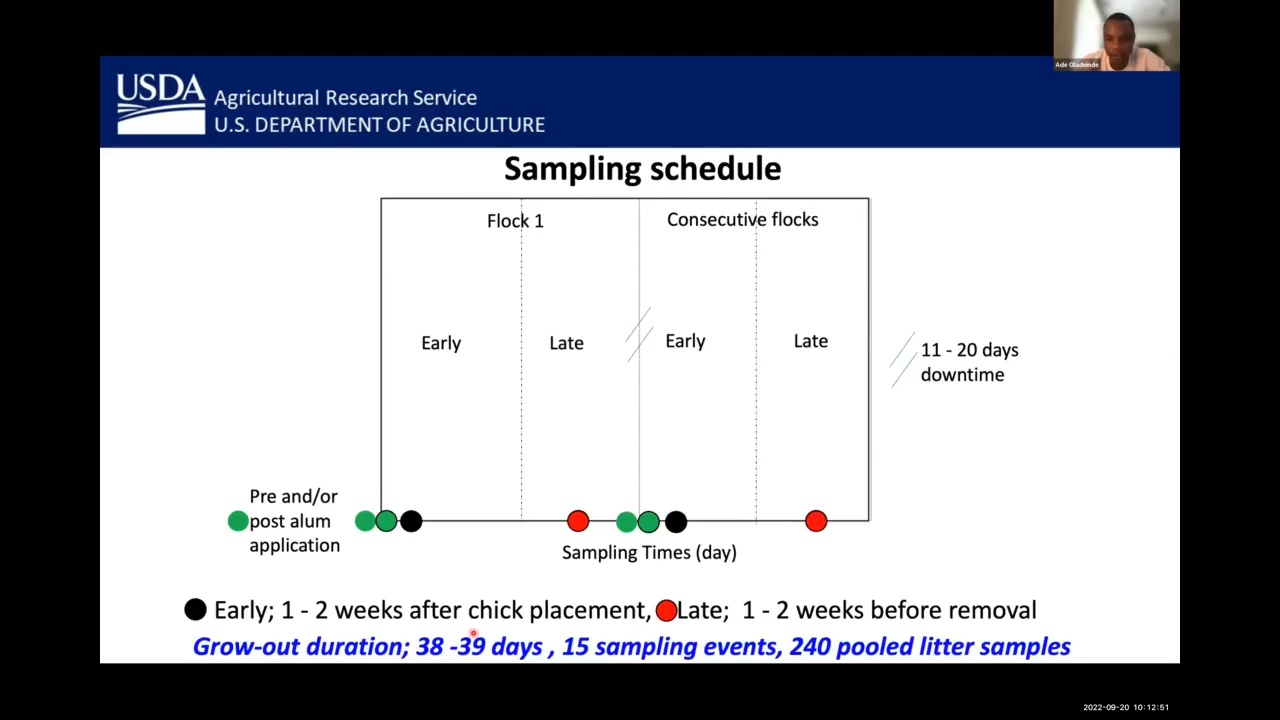 Ade Oladeinde
USDA
Agricultural Research Service
U.S. DEPARTMENT OF AGRICULTURE
Sampling schedule
Flock 1
Consecutive flocks
Early
Late
Early
Late
11 - 20 days
downtime
Pre and/or
post alum
application
Sampling Times (day)
Early; 1 - 2 weeks after chick placement, Late; 1 - 2 weeks before removal
Grow-out duration; 38 -39 days , 15 sampling events, 240 pooled litter samples
2022-09-20 10:12:51